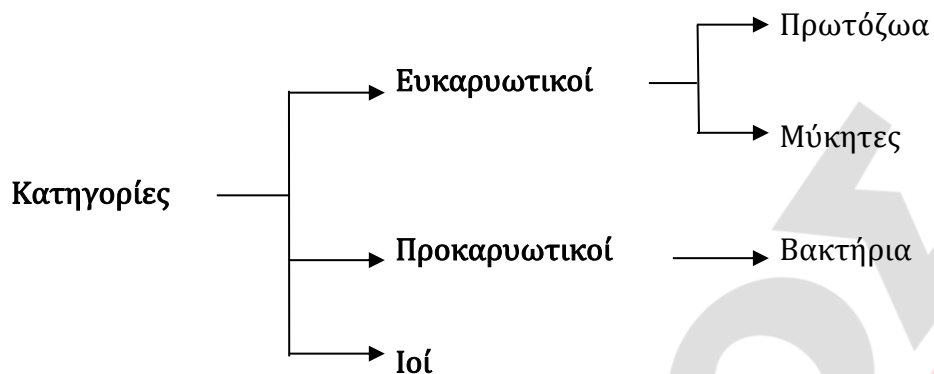 Πρωτόζωα
Ευκαρυωτικοί
Μύκητες
Κατηγορίες
Προκαρυωτικοί
Βακτήρια
Ιοί